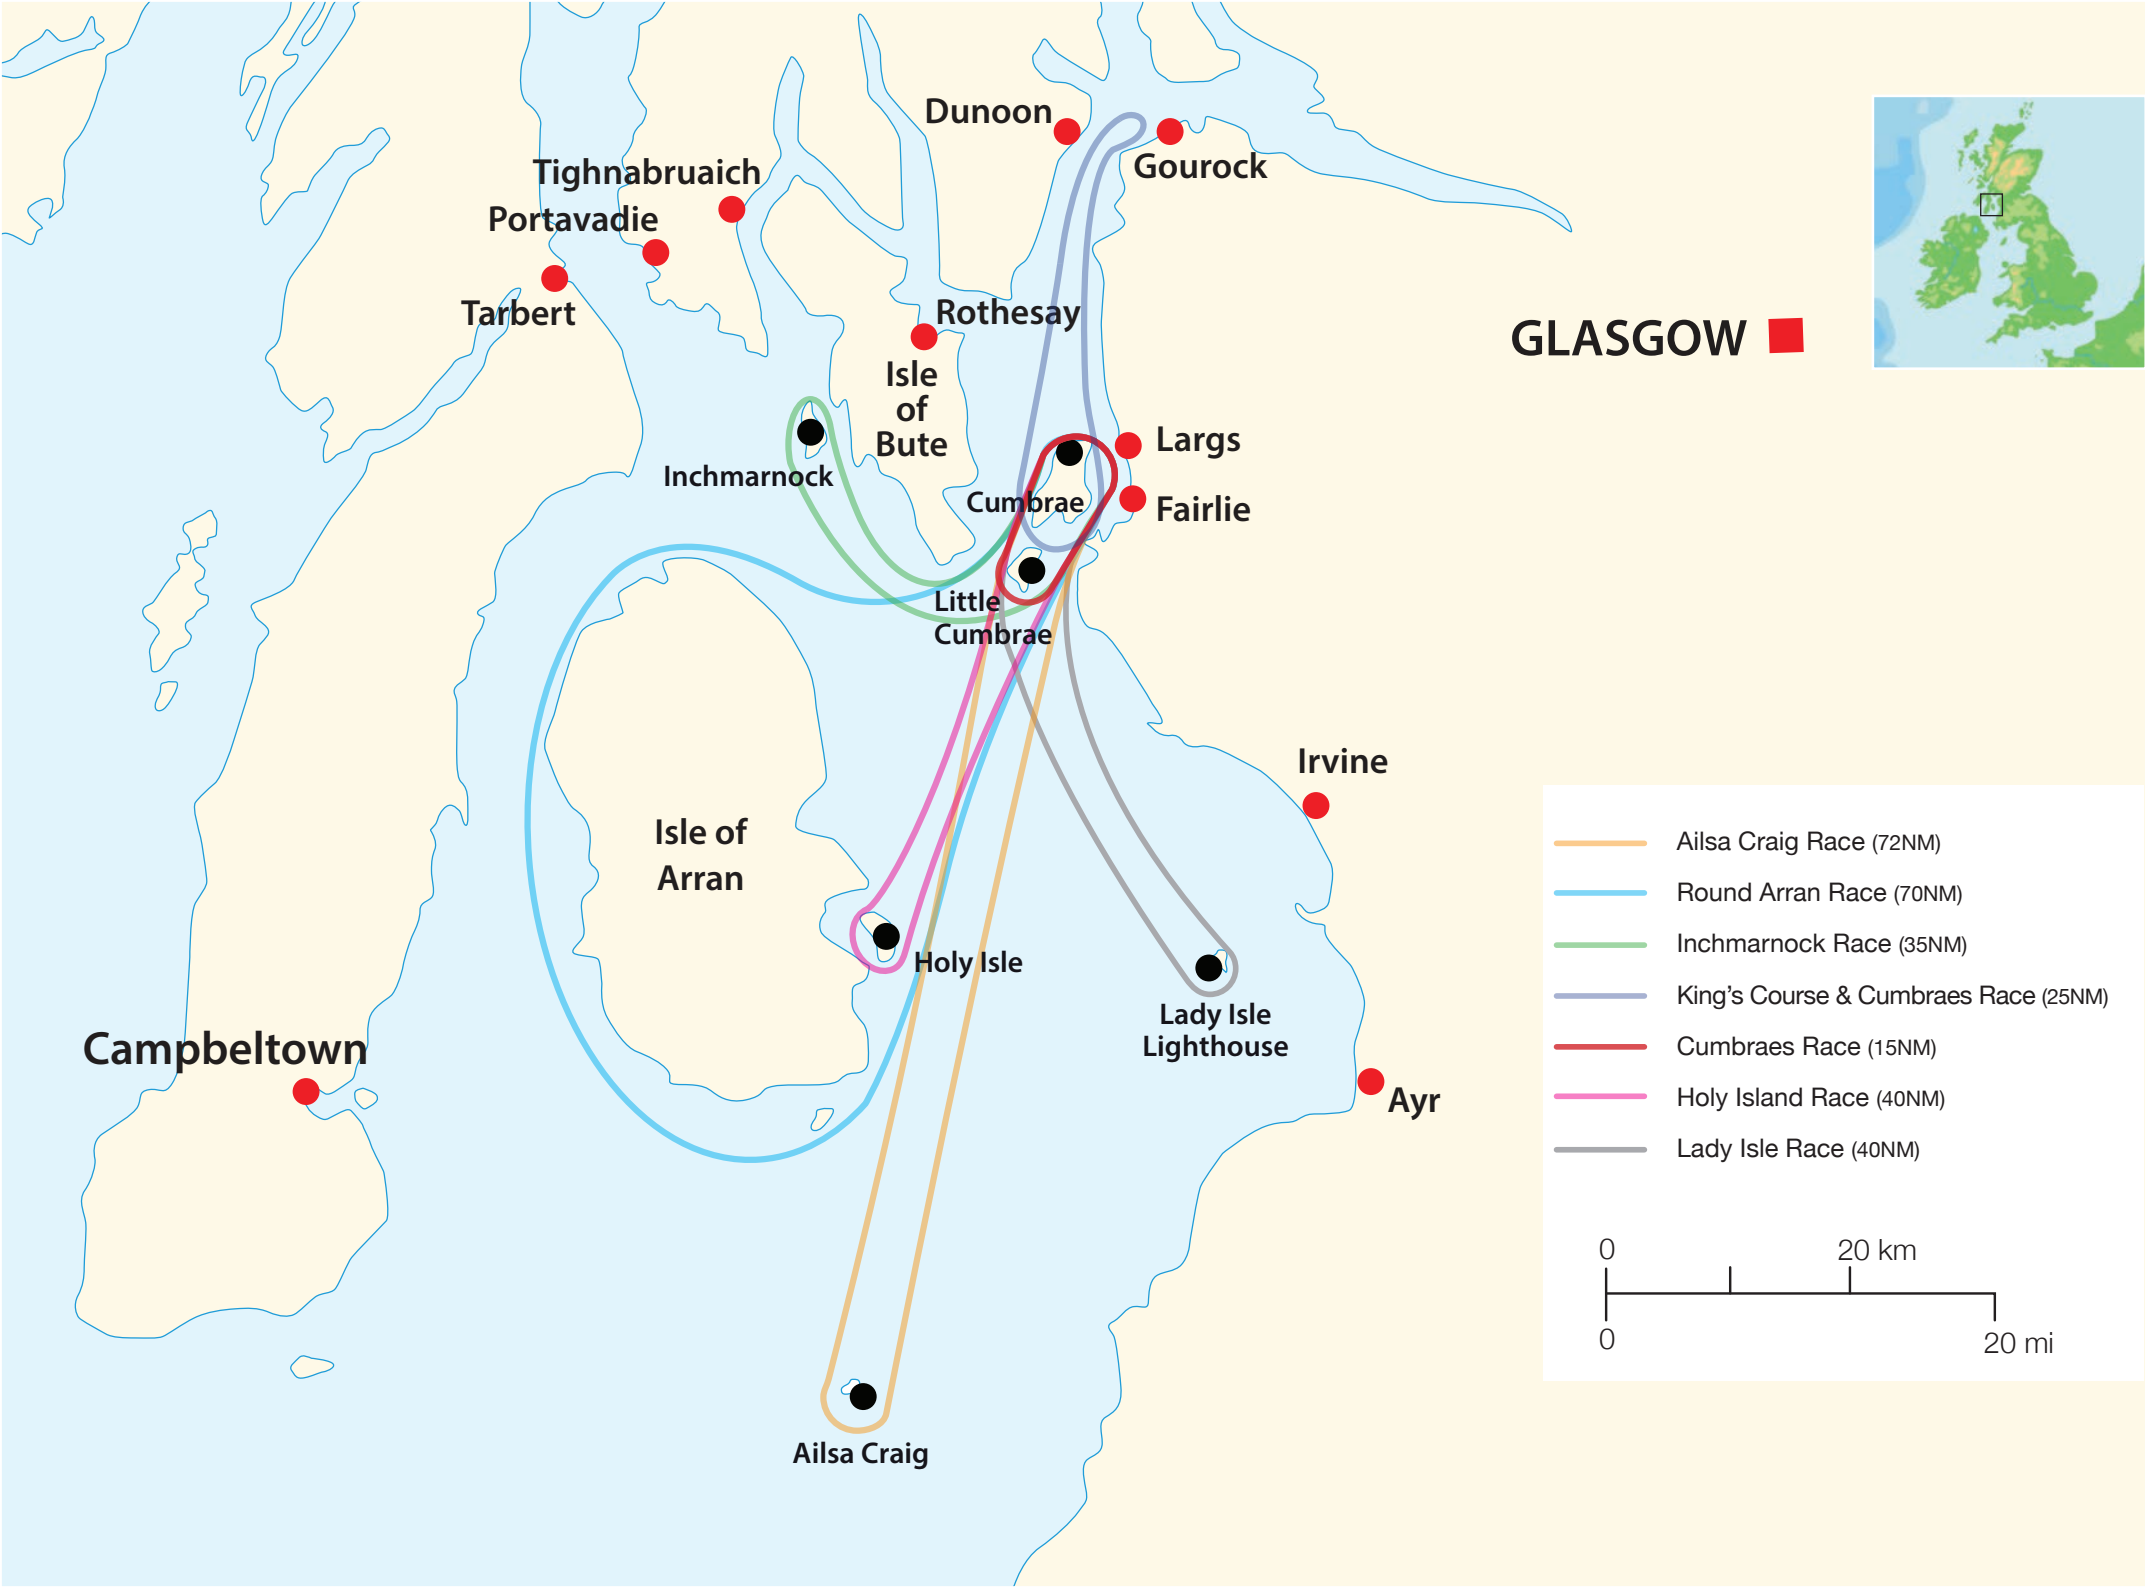 Dunoon
Gourock
Tighnabruaich
Portavadie
Tarbert
Rothesay
Isle
of
Bute
GLASGOW
Largs
Inchmarnock
Cumbrae
Fairlie
Little
Cumbrae
Irvine
Isle of
Arran
Holy Isle
Lady Isle
Lighthouse
Campbeltown
Ayr
Ailsa Craig
Ailsa Craig Race (72NM)
Round Arran Race (70NM)
Inchmarnock Race (35NM)
King’s Course & Cumbraes Race (25NM)
Cumbraes Race (15NM)
Holy Island Race (40NM)
Lady Isle Race (40NM)
0 20 km
0 20 mi